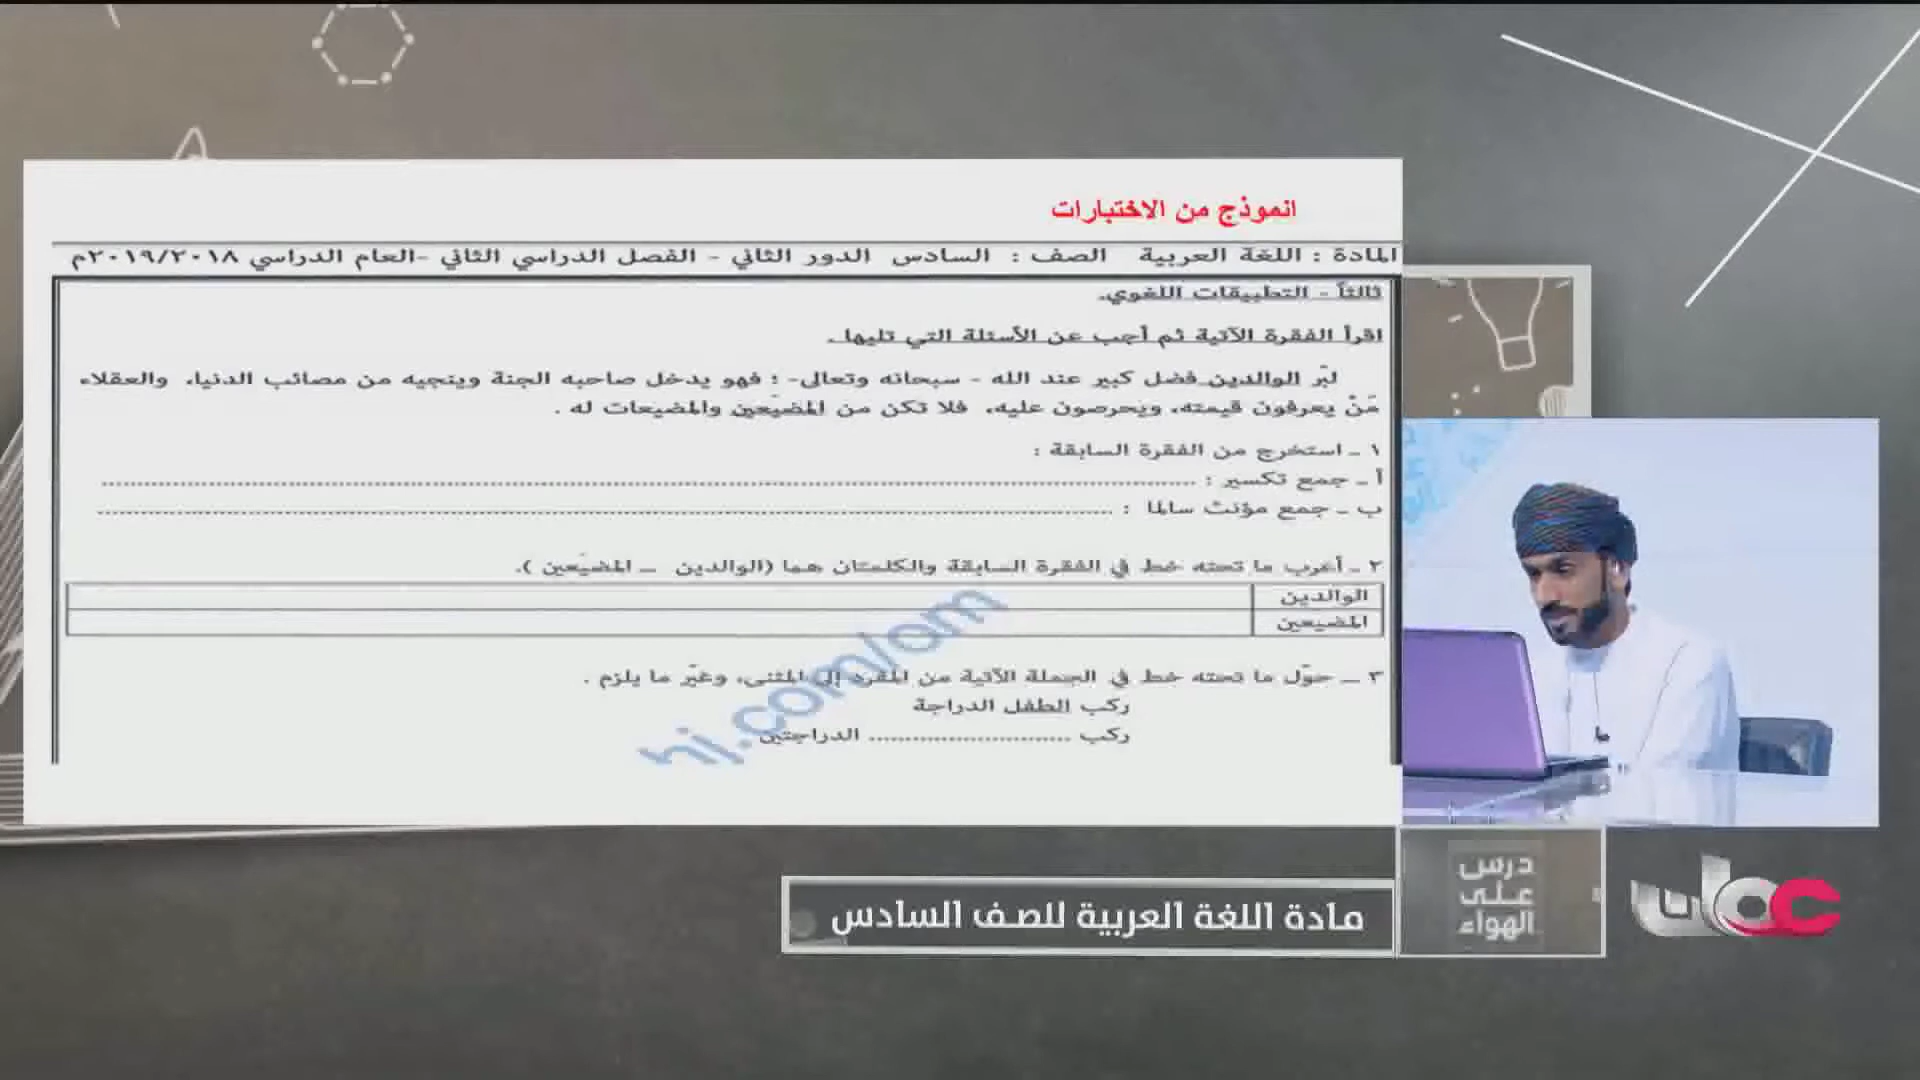 انموذج من الاختبارات
المادة : اللغة العربية الصف : السادس الدور الثاني - الفصل الدراسي الثاني -العام الدراسي ٢٠١٩/٢٠١٨م
ثالثاً - التطبيقات اللغوي.
اقرأ الفقرة الآتية ثم أجب عن الأسئلة التي تليها.
لبّر الوالدين فضل كبير عند الله - سبحانه وتعالى- ؛ فهو يدخل صاحبه الجنة وينجيه من مصائب الدنيا، والعقلاء
مَنْ يعرفون قيمته، ويحرصون عليه، فلا تكن من المضيّعين والمضيعات له .
١ ـ استخرج من الفقرة السابقة :
أ ـ جمع تكسير : ........................
ب ـ جمع مؤنث سالما : ........................
٢ ـ أعرب ما تحته خط في الفقرة السابقة والكلمتان هما (الوالدين ـ المضيّعين ).
الوالدين
المضيعين
٣ ـ حوّل ما تحته خط في الجملة الآتية من المفرد إلى المثنى، وغيّر ما يلزم .
ركب الطفل الدراجة
ركب ........................ الدراجتين
hj.com/om
درس
على
الهواء
مادة اللغة العربية للصف السادس